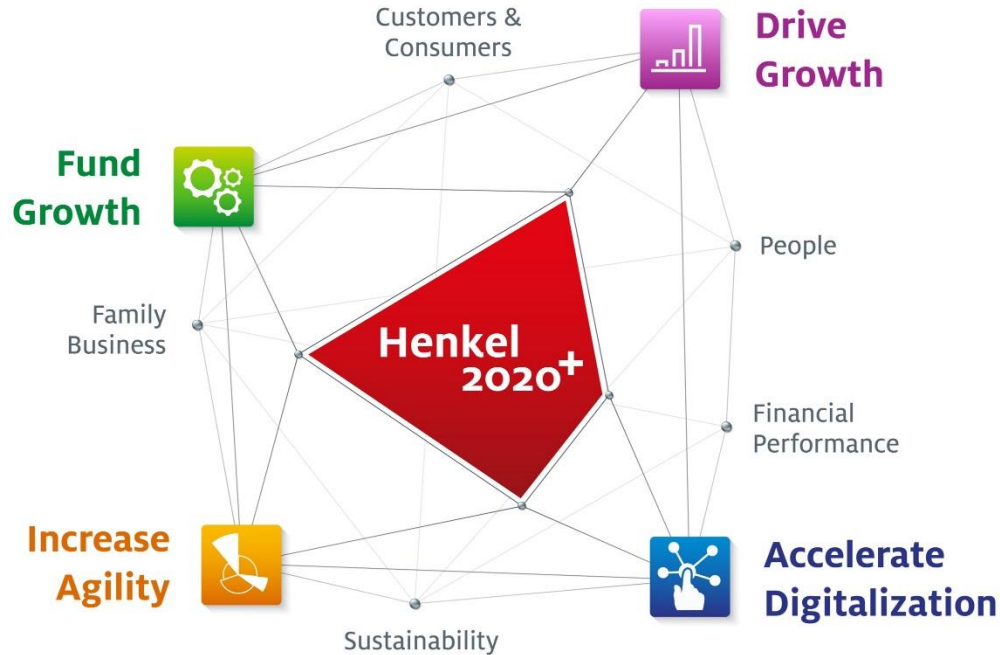 Customers &
Consumers
Drive
Growth
Fund
Growth
People
Family
Business
Henkel
2020+
Financial
Performance
Increase
Agility
Accelerate
Digitalization
Sustainability